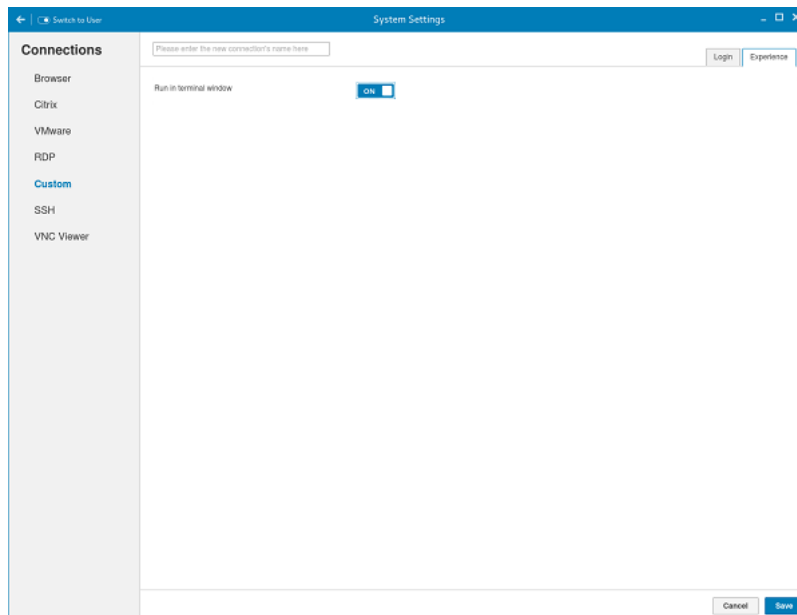 Switch to User
System Settings
Connections
Please enter the new connection's name here
Login
Experience
Browser
Run in terminal window
ON
Citrix
VMware
RDP
Custom
SSH
VNC Viewer
Cancel
Save